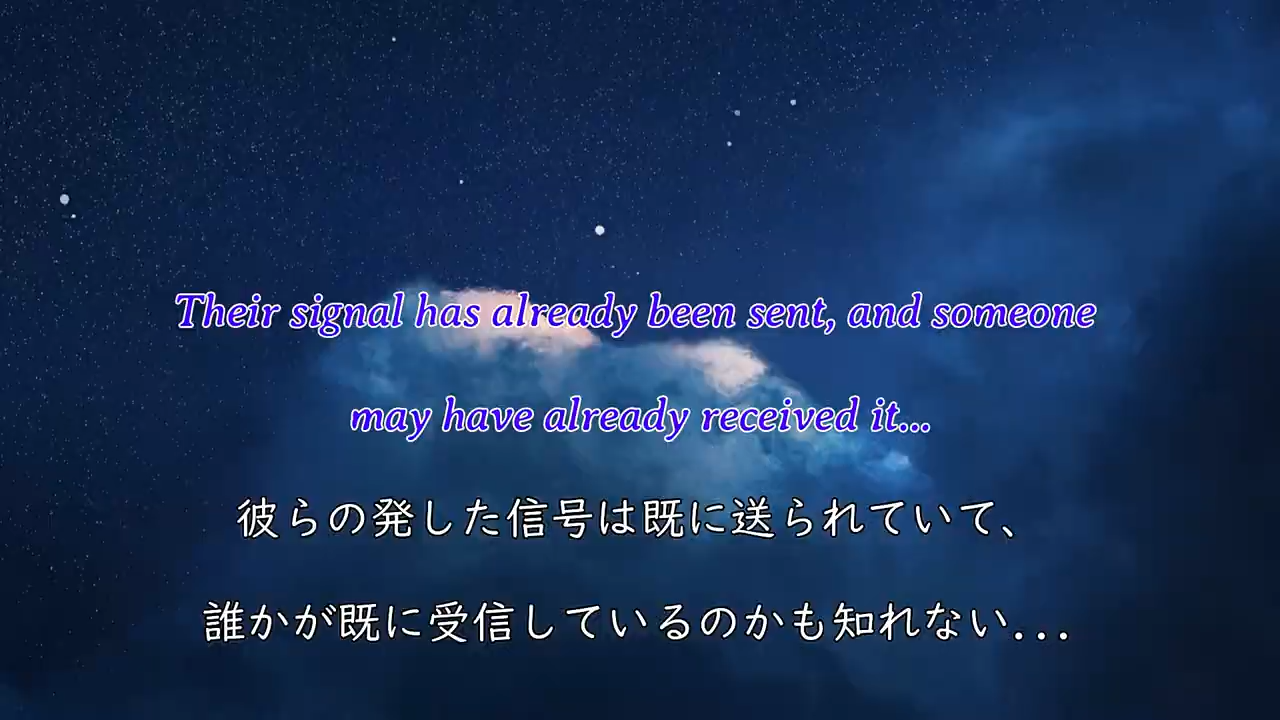 Their signal has already been sent, and someone
may have already received it...
彼らの発した信号は既に送られていて、
誰かが既に受信しているのかも知れない...